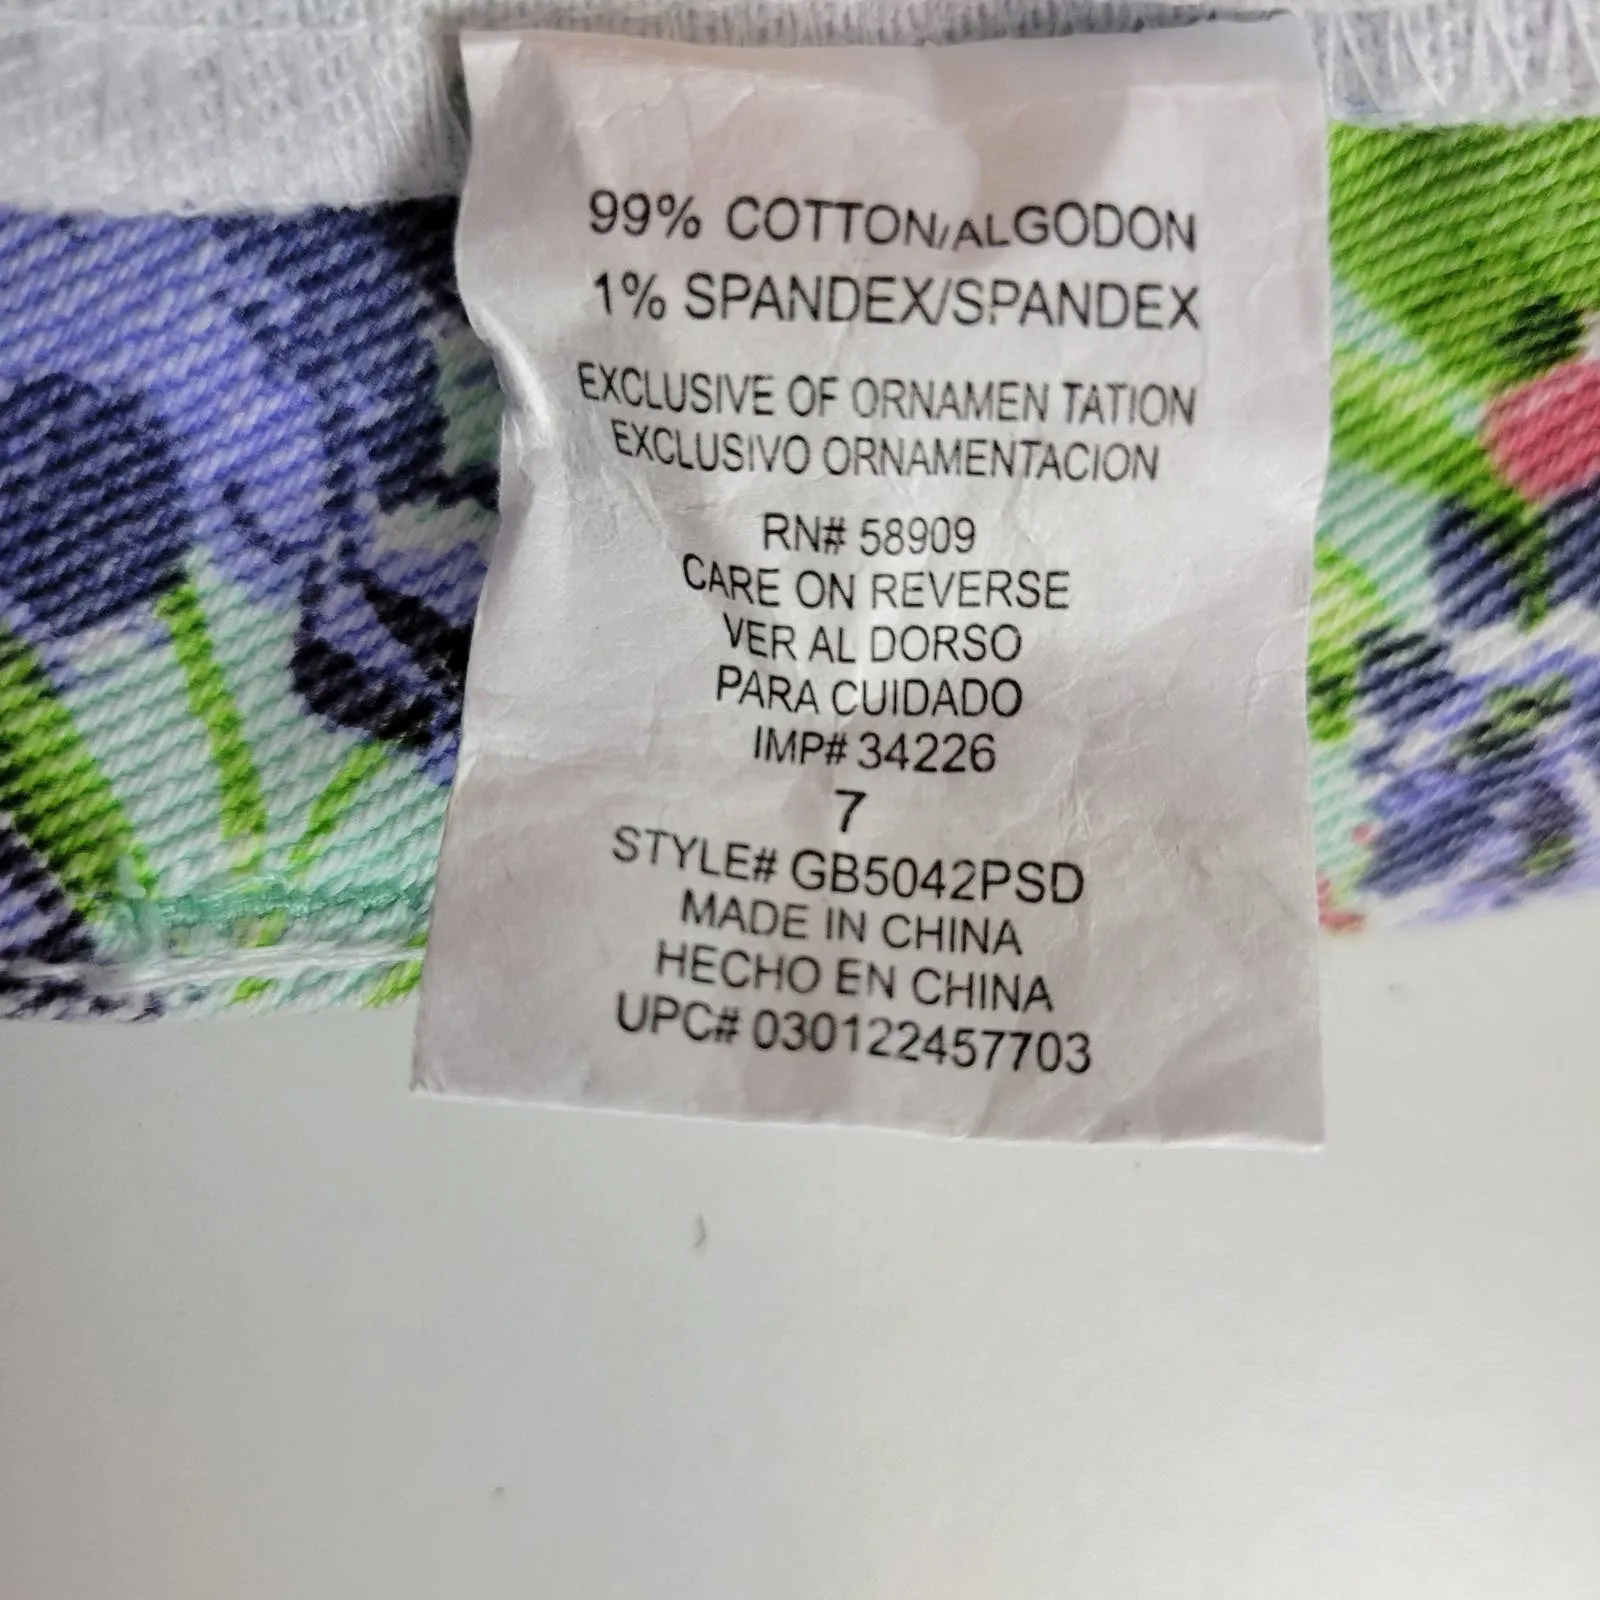 99% COTTON/ALGODON
1% SPANDEX/SPANDEX
EXCLUSIVE OF ORNAMEN TATION
EXCLUSIVO ORNAMENTACION
RN# 58909
CARE ON REVERSE
VER AL DORSO
PARA CUIDADO
IMP# 34226
7
STYLE# GB5042PSD
MADE IN CHINA
HECHO EN CHINA
UPC# 030122457703